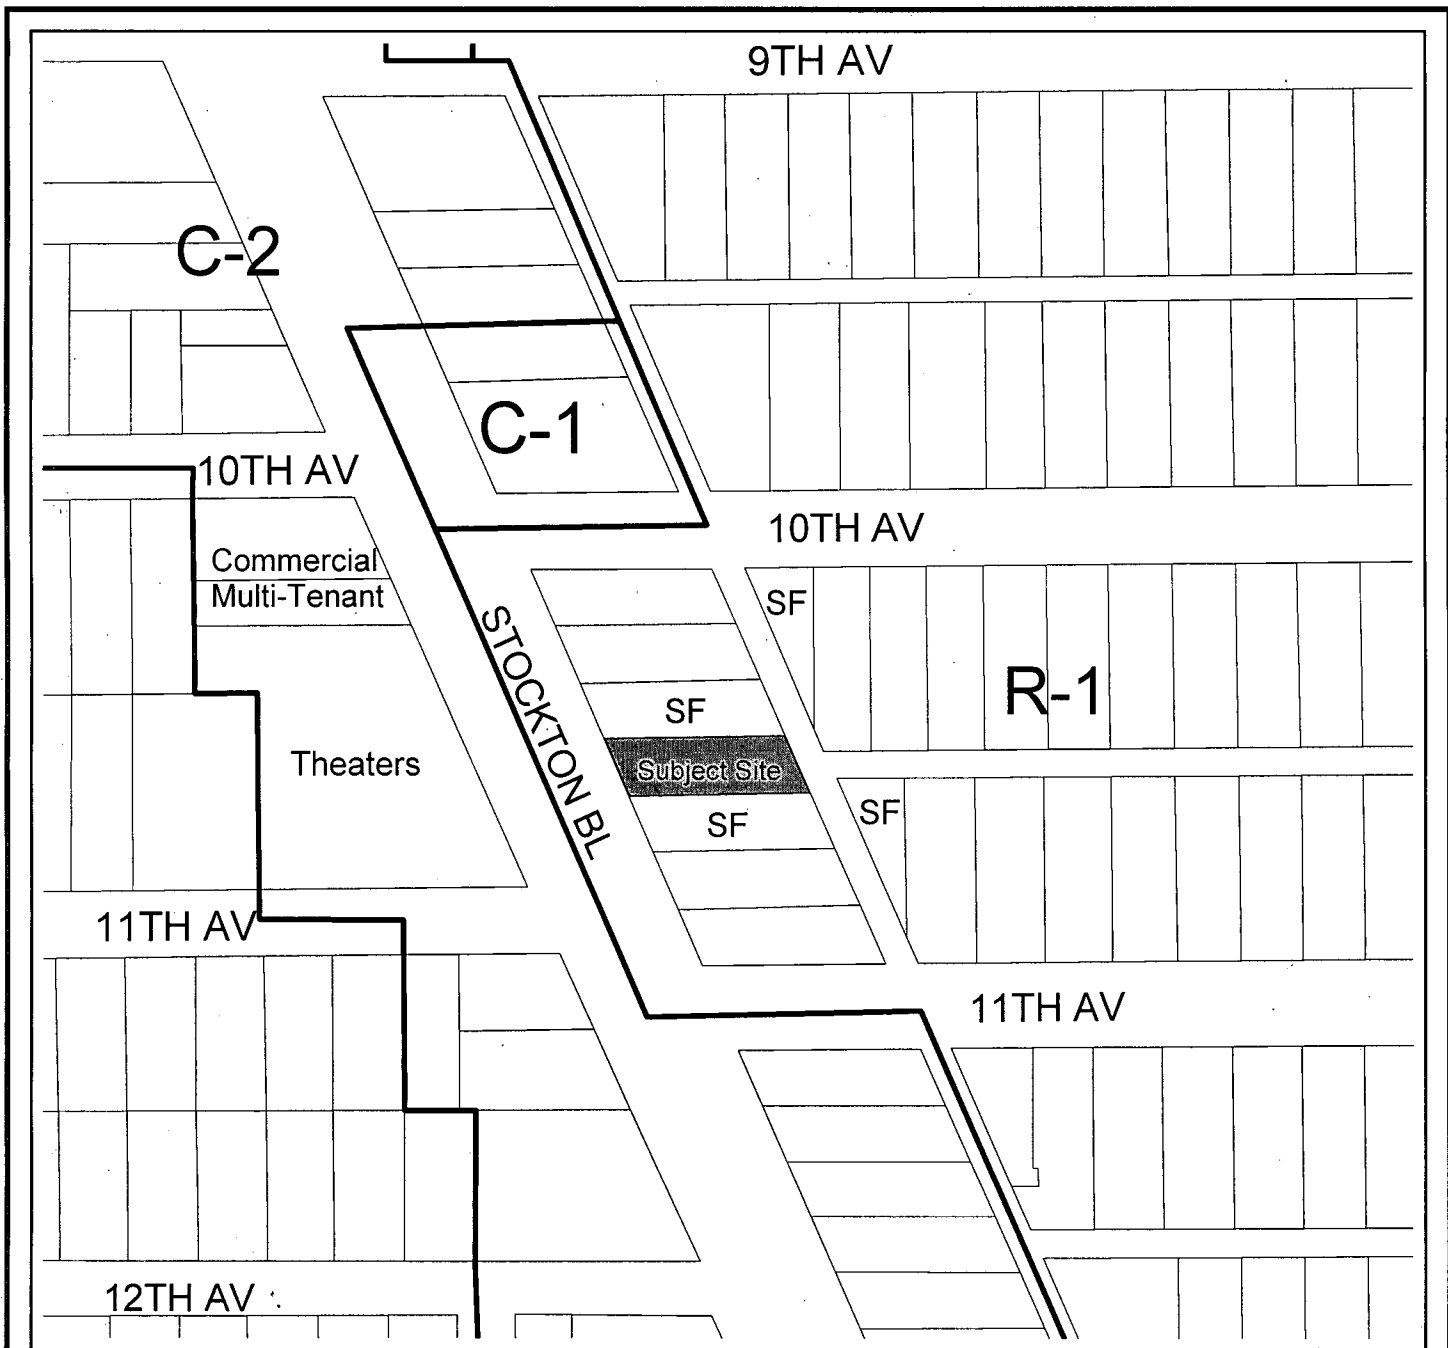 9TH AV
C-2
C-1
10TH AV
10TH AV
Commercial
Multi-Tenant
SF
STOCKTON BL
R-1
SF
Theaters
Subject Site
SF
SF
11TH AV
11TH AV
12TH AV